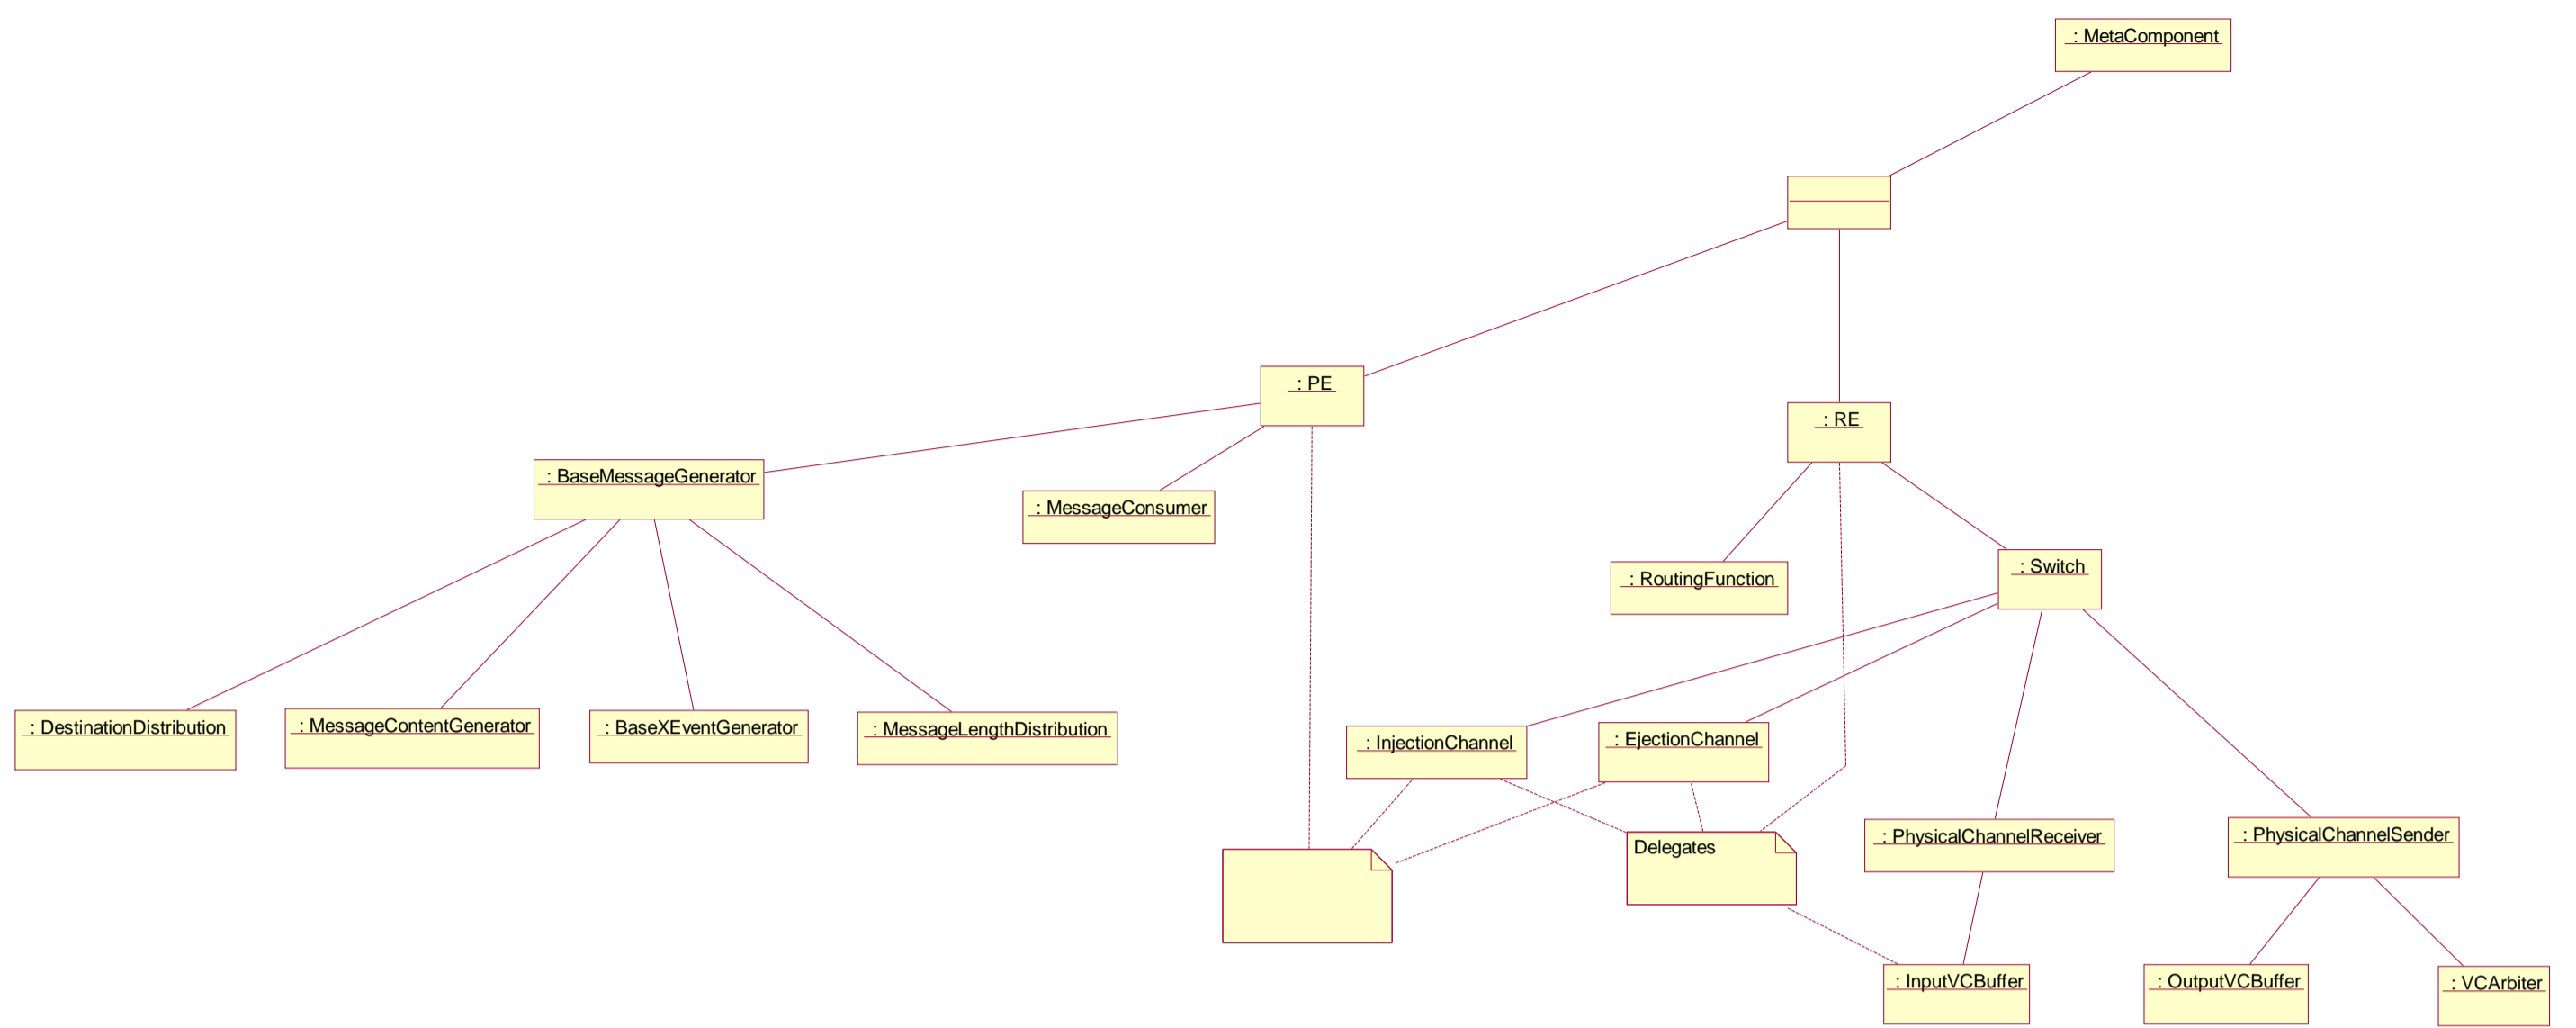 : MetaComponent
: PE
: RE
: BaseMessageGenerator
: MessageConsumer
: RoutingFunction
: Switch
: DestinationDistribution
: MessageContentGenerator
: BaseXEventGenerator
: MessageLengthDistribution
: InjectionChannel
: EjectionChannel
Delegates
: PhysicalChannelReceiver
: PhysicalChannelSender
: InputVCBuffer
: OutputVCBuffer
: VCArbiter